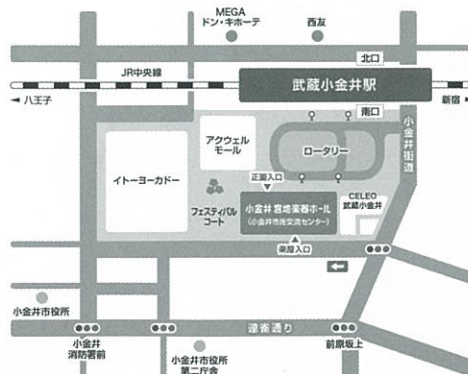 MEGA
ドン・キホーテ
西友
北口
JR中央線
武蔵小金井駅
八王子
新宿
南口
小金井街道
アクウェル
モール
ロータリー
イトーヨーカドー
正面入口
フェスティバル
コート
小金井 宮地楽器ホール
(小金井市民交流センター)
CELEO
武蔵小金井
楽屋入口
小金井市役所
連雀通り
小金井
消防署前
小金井市役所
第二庁舎
前原坂上